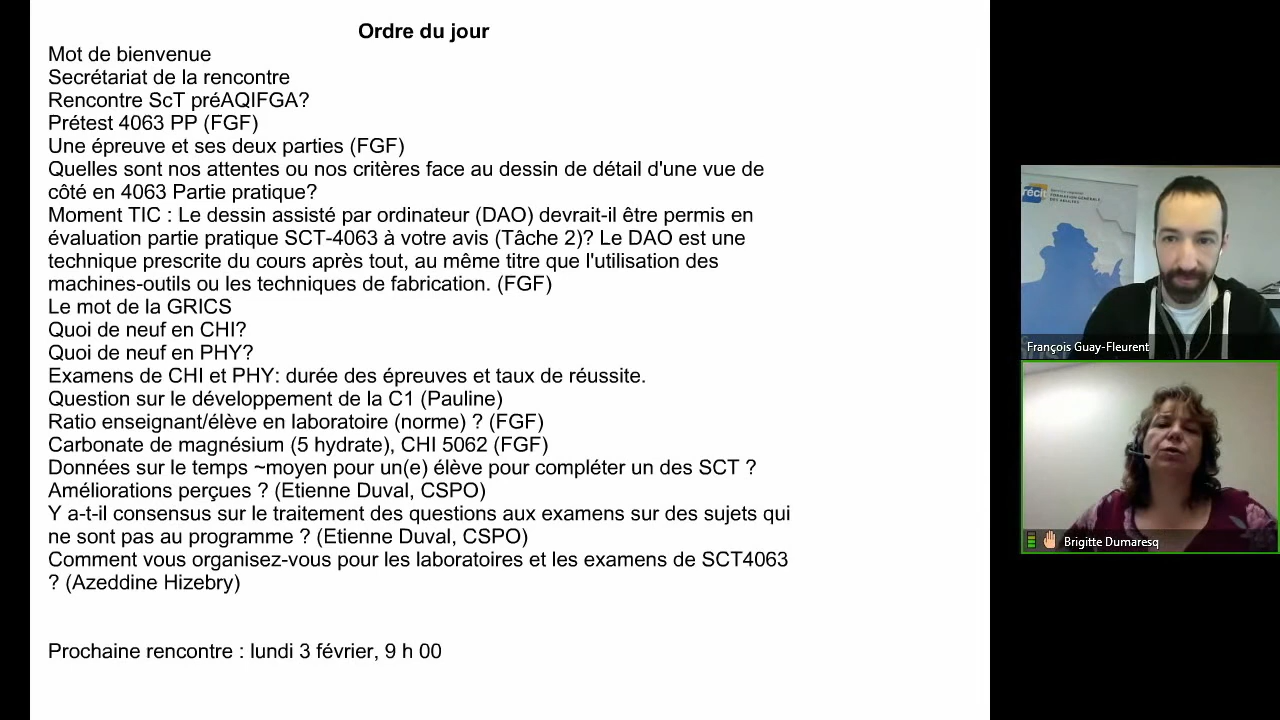 Ordre du jour
Mot de bienvenue
Secrétariat de la rencontre
Rencontre ScT préAQIFGA?
Prétest 4063 PP (FGF)
Une épreuve et ses deux parties (FGF)
Quelles sont nos attentes ou nos critères face au dessin de détail d'une vue de
côté en 4063 Partie pratique?
Moment TIC : Le dessin assisté par ordinateur (DAO) devrait-il être permis en
évaluation partie pratique SCT-4063 à votre avis (Tâche 2)? Le DAO est une
technique prescrite du cours après tout, au même titre que l'utilisation des
machines-outils ou les techniques de fabrication. (FGF)
Le mot de la GRICS
Quoi de neuf en CHI?
Quoi de neuf en PHY?
Examens de CHI et PHY: durée des épreuves et taux de réussite.
Question sur le développement de la C1 (Pauline)
Ratio enseignant/élève en laboratoire (norme) ? (FGF)
Carbonate de magnésium (5 hydrate), CHI 5062 (FGF)
Données sur le temps ~moyen pour un(e) élève pour compléter un des SCT ?
Améliorations perçues ? (Etienne Duval, CSPO)
Y a-t-il consensus sur le traitement des questions aux examens sur des sujets qui
ne sont pas au programme ? (Etienne Duval, CSPO)
Comment vous organisez-vous pour les laboratoires et les examens de SCT4063
? (Azeddine Hizebry)
Prochaine rencontre : lundi 3 février, 9 h 00
récit
FORMATION GÉNÉRALE
DES ADULTES
François Guay-Fleurent
Brigitte Dumaresq